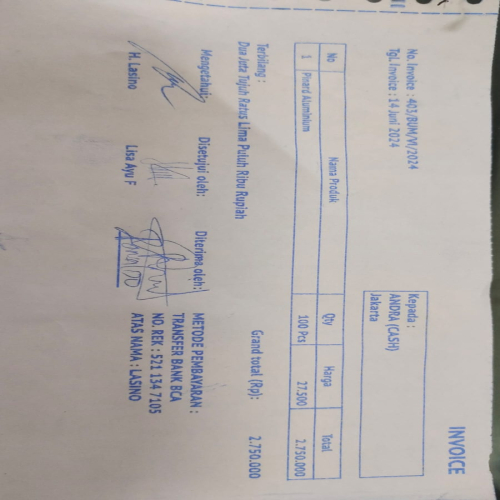 INVOICE
No. Invoice : 403/BUM/VI/2024
Tgl. Invoice : 14 Juni 2024
Kepada :
ANDRA (CASH)
Jakarta
No Nama Produk Qty Harga Total
1 Pinard Aluminium 100 Pcs 27.500 2.750.000
Grand total (Rp): 2.750.000
Terbilang :
Dua Jeta Tujuh Ratus Lima Puluh Ribu Rupiah
Mengetahui: Disetujui oleh: Diterima oleh:
H. Lasino Lisa Ayu F
METODE PEMBAYARAN :
TRANSFER BANK BCA
NO. REK : 521 134 7105
ATAS NAMA : LASINO